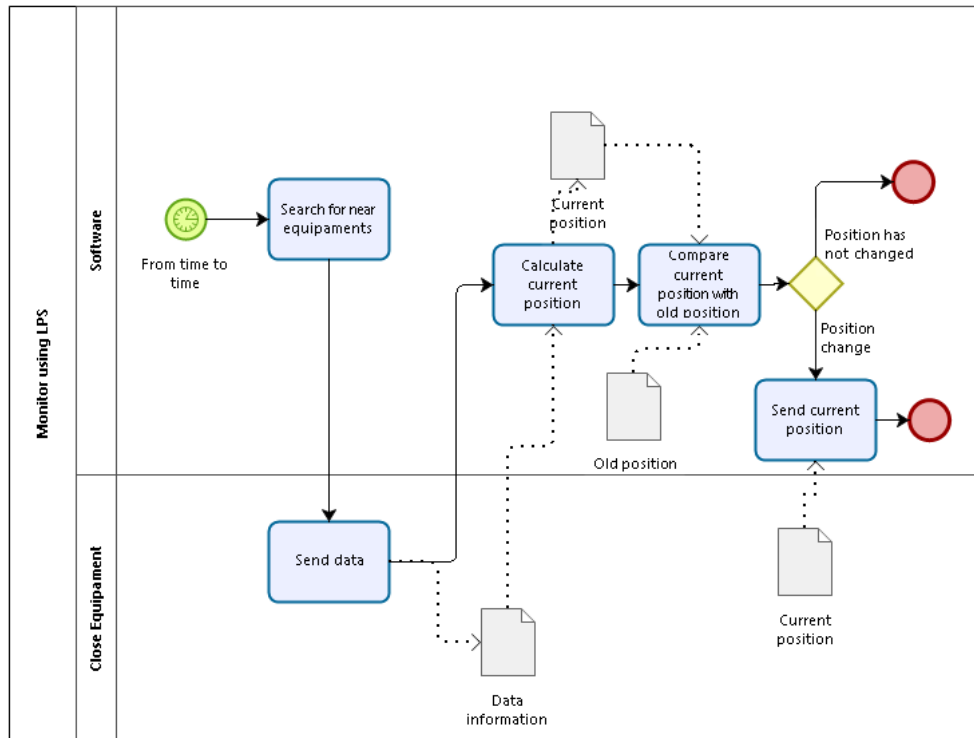 Monitor using LPS
Software
Close Equipament
From time to
time
Search for near
equipaments
Current
position
Calculate
current
position
Compare
current
position with
old position
Position has
not changed
Position
change
Old position
Send current
position
Send data
Data
information
Current
position